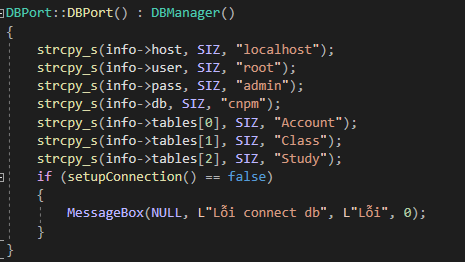 DBPort::DBPort() : DBManager()
{
strcpy_s(info->host, SIZ, "localhost");
strcpy_s(info->user, SIZ, "root");
strcpy_s(info->pass, SIZ, "admin");
strcpy_s(info->db, SIZ, "cnpm");
strcpy_s(info->tables[0], SIZ, "Account");
strcpy_s(info->tables[1], SIZ, "Class");
strcpy_s(info->tables[2], SIZ, "Study");
if (setupConnection() == false)
{
MessageBox(NULL, L"Lỗi connect db", L"Lỗi", 0);
}
}